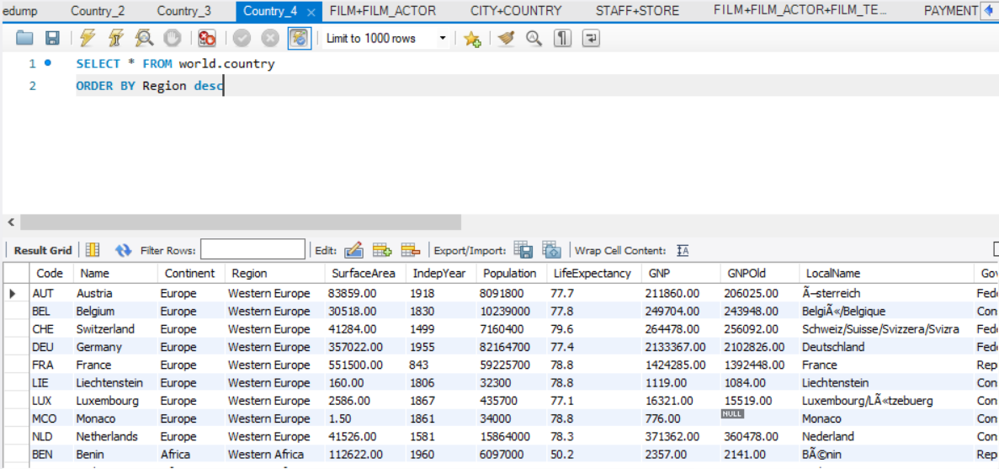 edump Country_2 Country_3 Country_4 FILM+FILM_ACTOR CITY+COUNTRY STAFF+STORE FILM+FILM_ACTOR+FILM_TE... PAYMENT
Limit to 1000 rows
1 SELECT * FROM world.country
2 ORDER BY Region desc
Result Grid Filter Rows: Edit: Export/Import: Wrap Cell Content: IA
Code Name Continent Region SurfaceArea IndepYear Population LifeExpectancy GNP GNPOld LocalName Gov
AUT Austria Europe Western Europe 83859.00 1918 8091800 77.7 211860.00 206025.00 Ã–sterreich Fede
BEL Belgium Europe Western Europe 30518.00 1830 10239000 77.8 249704.00 243948.00 BelgiÃ«/Belgique Con
CHE Switzerland Europe Western Europe 41284.00 1499 7160400 79.6 264478.00 256092.00 Schweiz/Suisse/Svizzera/Svizra Fede
DEU Germany Europe Western Europe 357022.00 1955 82164700 77.4 2133367.00 2102826.00 Deutschland Fede
FRA France Europe Western Europe 551500.00 843 59225700 78.8 1424285.00 1392448.00 France Rep
LIE Liechtenstein Europe Western Europe 160.00 1806 32300 78.8 1119.00 1084.00 Liechtenstein Con
LUX Luxembourg Europe Western Europe 2586.00 1867 435700 77.1 16321.00 15519.00 Luxembourg/LÃ«tzebuerg Con
MCO Monaco Europe Western Europe 1.50 1861 34000 78.8 776.00 NULL Monaco Con
NLD Netherlands Europe Western Europe 41526.00 1581 15864000 78.3 371362.00 360478.00 Nederland Con
BEN Benin Africa Western Africa 112622.00 1960 6097000 50.2 2357.00 2141.00 BÃ©nin Rep